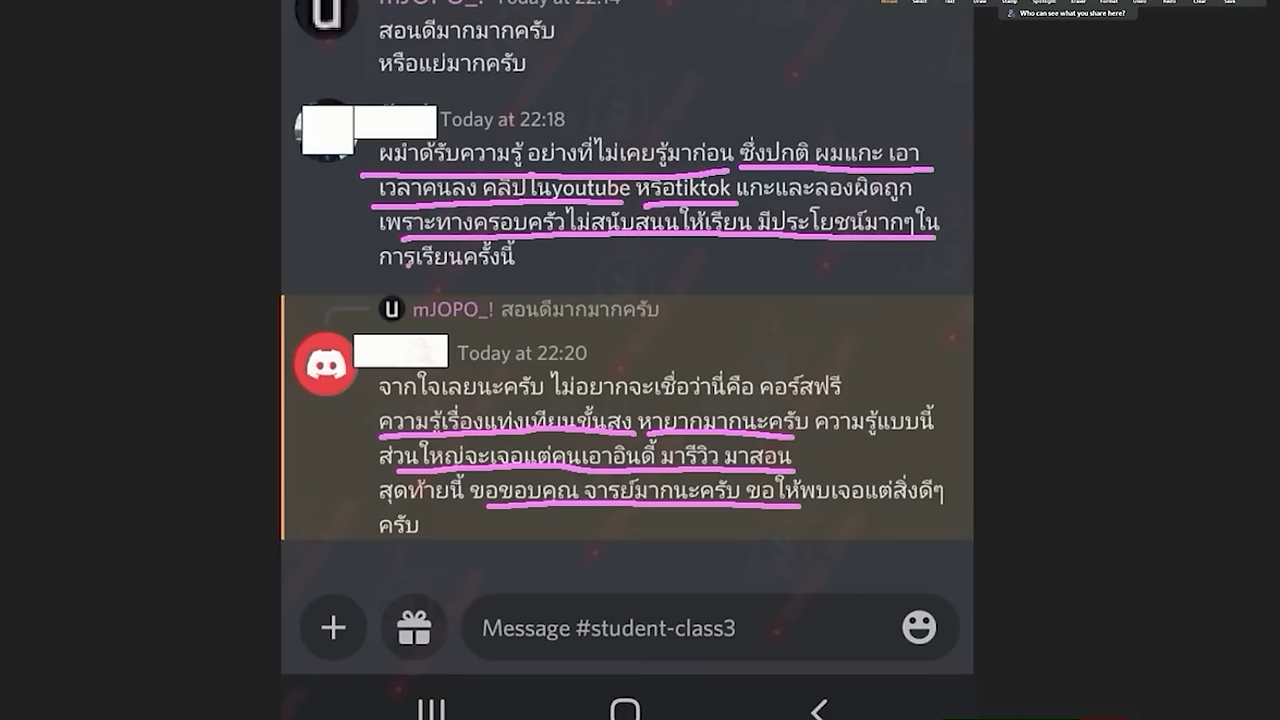 mJOPO_! Today at 22:14
สอนดีมากมากครับ
หรือแย่มากครับ
Today at 22:18
ผมำด้รับความรู้ อย่างที่ไม่เคยรู้มาก่อน ซึ่งปกติ ผมแกะ เอา
เวลาค้นลง คลิปในyoutube หรือtiktok แกะและลองผิดถูก
เพราะทางครอบครัวไม่สนับสนุนให้เรียน มีประโยชน์มากๆใน
การเรียนครั้งนี้
mJOPO_! สอนดีมากมากครับ
Today at 22:20
จากใจเลยนะครับ ไม่อยากจะเชื่อว่านี่คือ คอร์สฟรี
ความรู้เรื่องแท่งเทียนขั้นสูง หายากมากนะครับ ความรู้แบบนี้
ส่วนใหญ่จะเจอแต่คนเอาอินดี้ มารีวิว มาสอน
สุดท้ายนี้ ขอขอบคุณ จารย์มากนะครับ ขอให้พบเจอแต่สิ่งดีๆ
ครับ
Message #student-class3
Who can see what you share here?